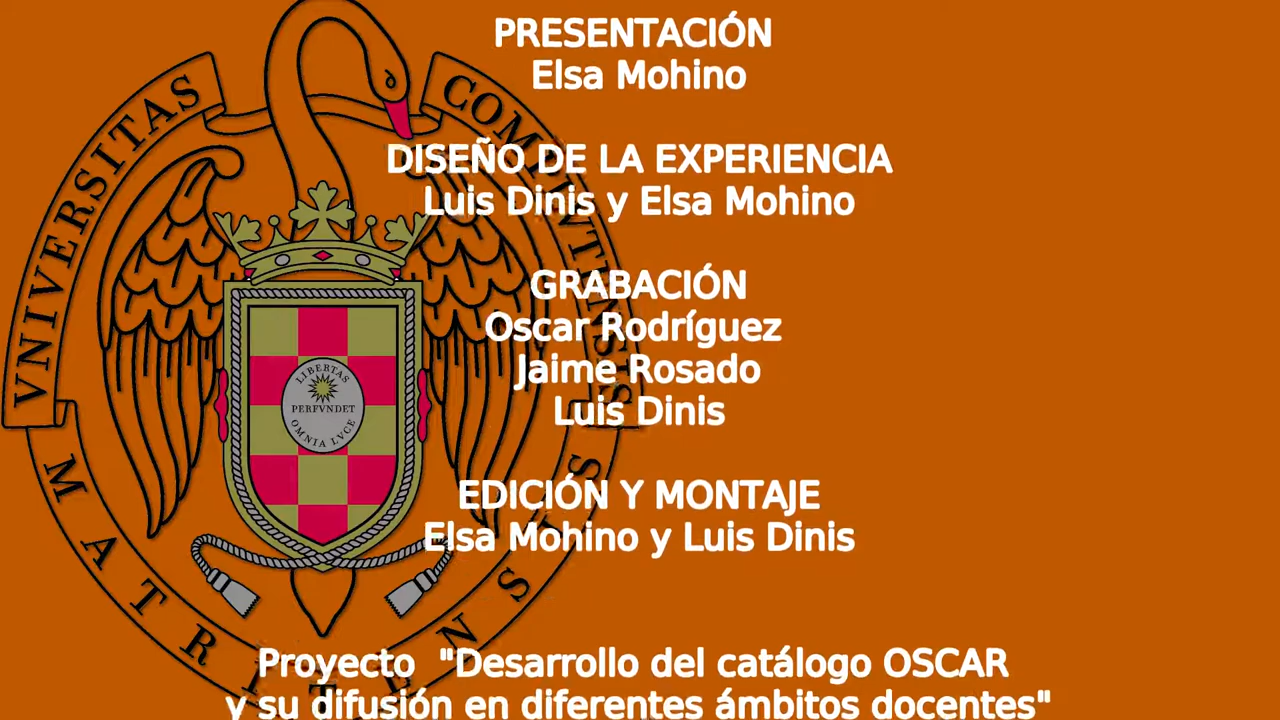 PRESENTACIÓN
Elsa Mohino
DISEÑO DE LA EXPERIENCIA
Luis Dinis y Elsa Mohino
GRABACIÓN
Oscar Rodríguez
Jaime Rosado
Luis Dinis
EDICIÓN Y MONTAJE
Elsa Mohino y Luis Dinis
Proyecto "Desarrollo del catálogo OSCAR
y su difusión en diferentes ámbitos docentes"
VNIVERSITAS
COMPLVTENSIS
MATRITENSIS
LIBERTAS
PERFVNDET
OMNIA LVCE